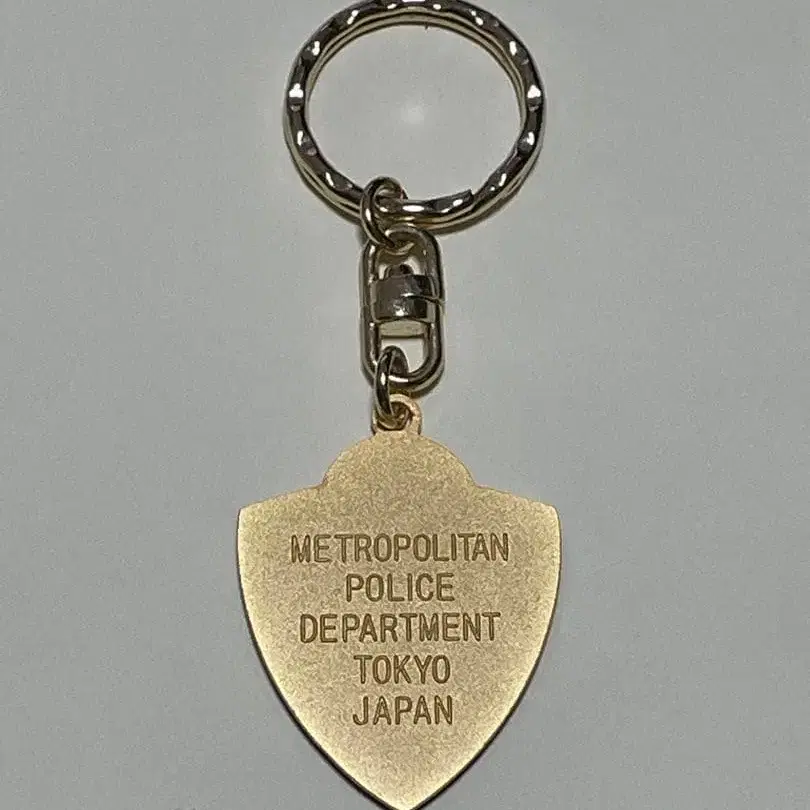 METROPOLITAN
POLICE
DEPARTMENT
TOKYO
JAPAN